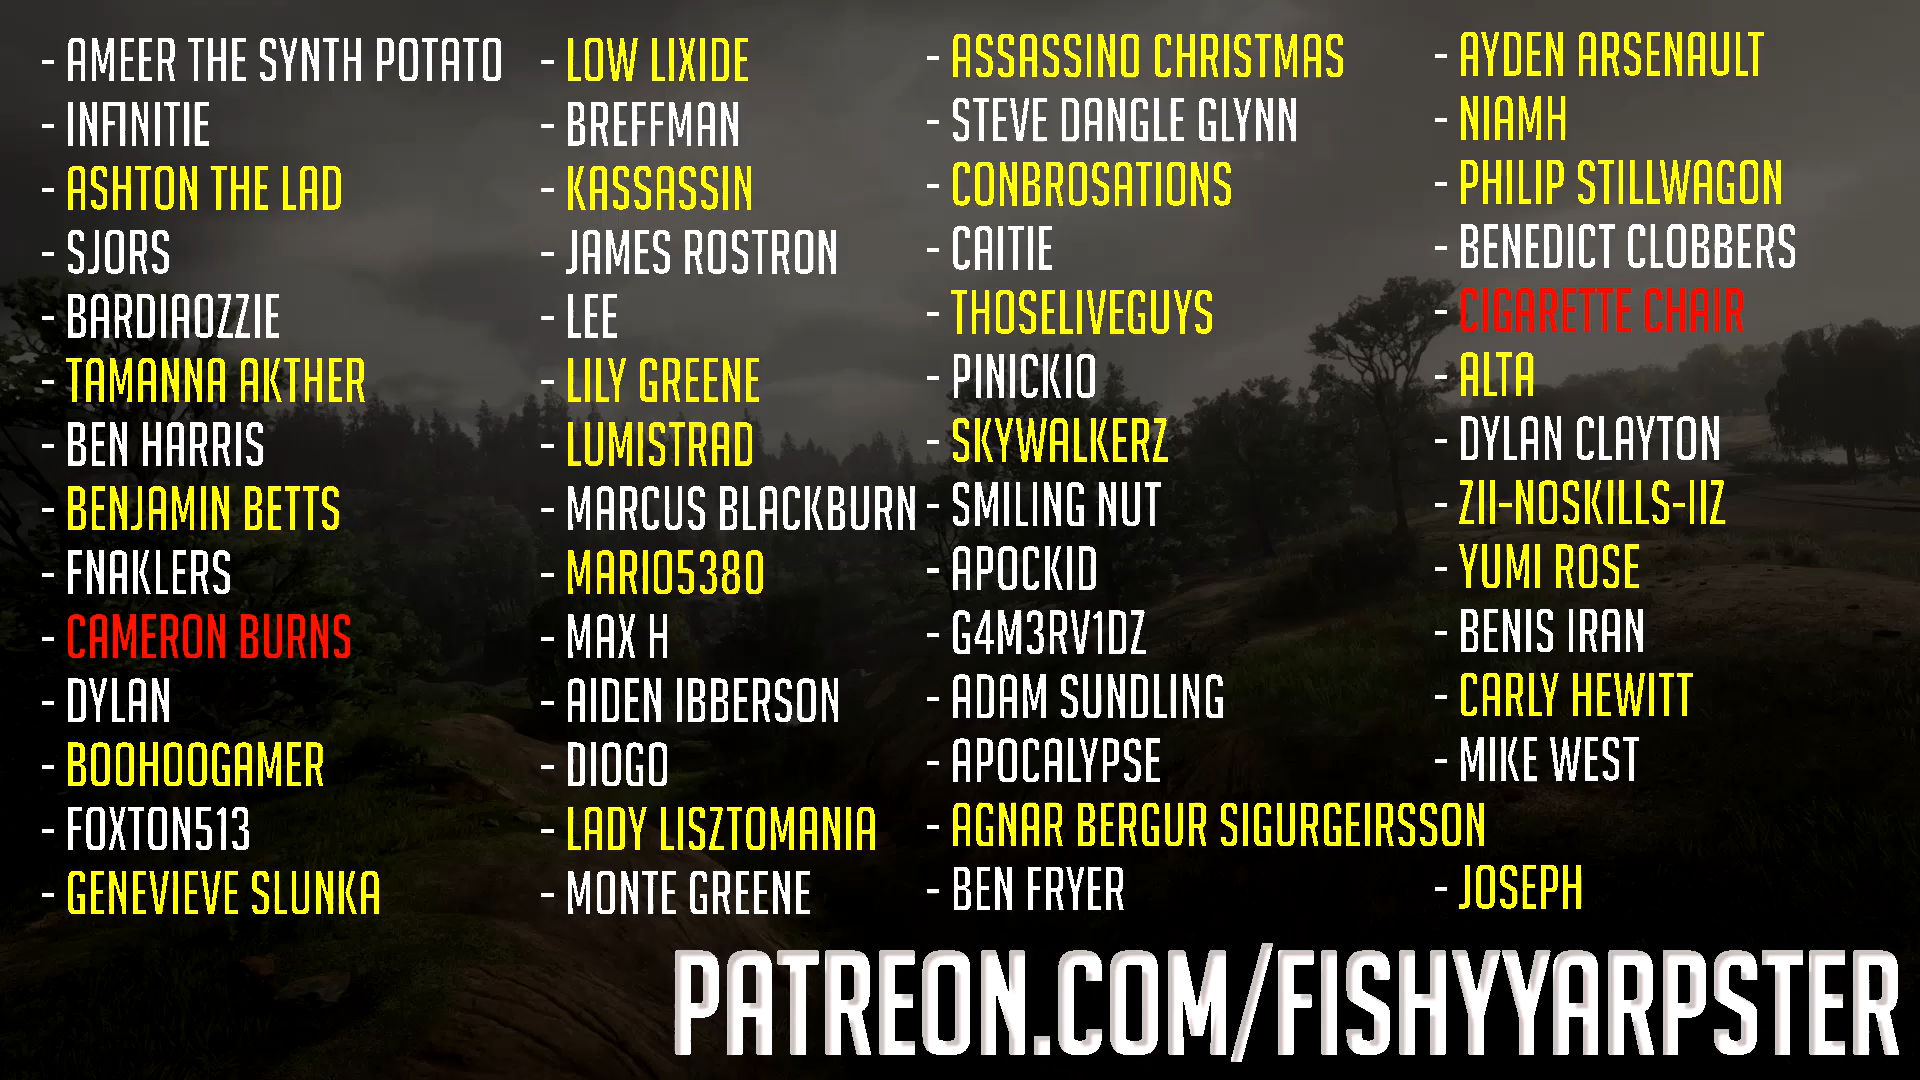 - AMEER THE SYNTH POTATO
- INFINITIE
- ASHTON THE LAD
- SJORS
- BARDIAOZZIE
- TAMANNA AKTHER
- BEN HARRIS
- BENJAMIN BETTS
- FNAKLERS
- CAMERON BURNS
- DYLAN
- BOOHOOGAMER
- FOXTON513
- GENEVIEVE SLUNKA
- LOW LIXIDE
- BREFFMAN
- KASSASSIN
- JAMES ROSTRON
- LEE
- LILY GREENE
- LUMISTRAD
- MARCUS BLACKBURN
- MARIO5380
- MAX H
- AIDEN IBBERSON
- DIOGO
- LADY LISZTOMANIA
- MONTE GREENE
- ASSASSINO CHRISTMAS
- STEVE DANGLE GLYNN
- CONBROSATIONS
- CAITIE
- THOSELIVEGUYS
- PINICKIO
- SKYWALKERZ
- SMILING NUT
- APOCKID
- G4M3RV1DZ
- ADAM SUNDLING
- APOCALYPSE
- AGNAR BERGUR SIGURGEIRSSON
- BEN FRYER
- AYDEN ARSENAULT
- NIAMH
- PHILIP STILLWAGON
- BENEDICT CLOBBERS
- CIGARETTE CHAIR
- ALTA
- DYLAN CLAYTON
- ZII-NOSKILLS-IIZ
- YUMI ROSE
- BENIS IRAN
- CARLY HEWITT
- MIKE WEST
- JOSEPH
PATREON.COM/FISHYYARPSTER